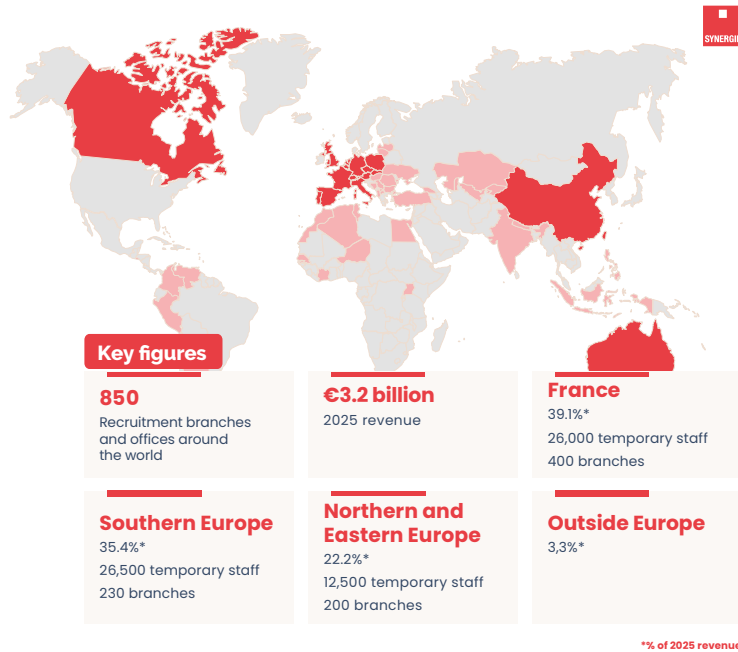 SYNERGIE
Key figures
850
Recruitment branches
and offices around
the world
€3.2 billion
2025 revenue
France
39.1%*
26,000 temporary staff
400 branches
Southern Europe
35.4%*
26,500 temporary staff
230 branches
Northern and
Eastern Europe
22.2%*
12,500 temporary staff
200 branches
Outside Europe
3,3%*
*% of 2025 revenue